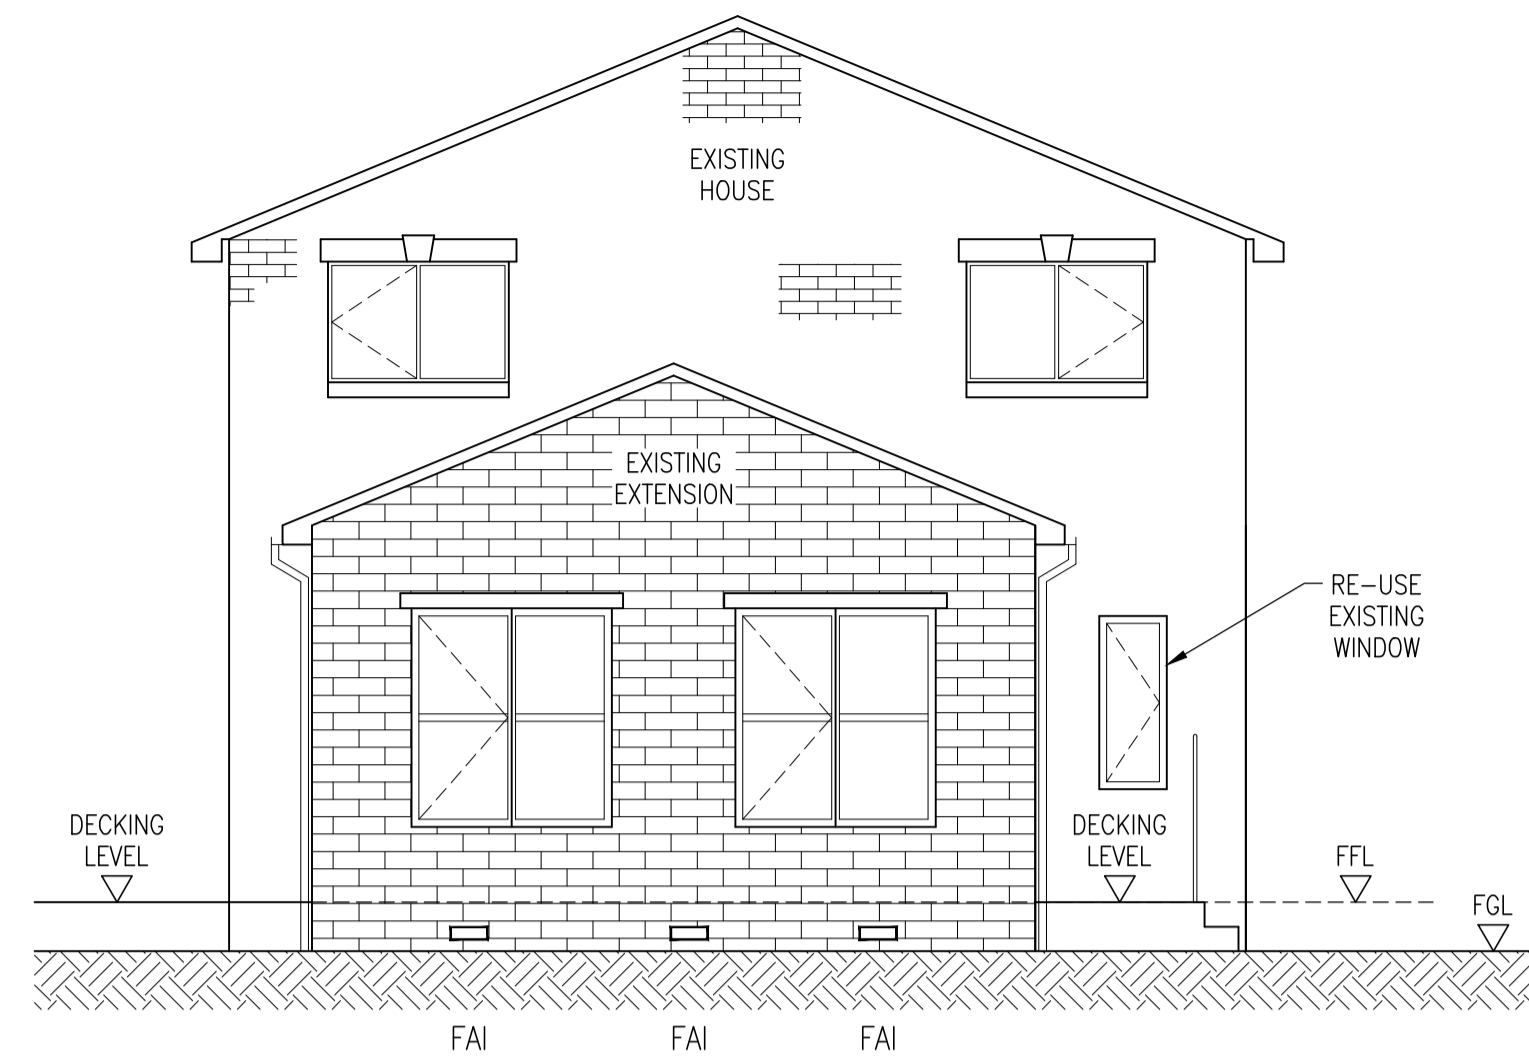 EXISTING
HOUSE
EXISTING
EXTENSION
RE-USE
EXISTING
WINDOW
DECKING
LEVEL
DECKING
LEVEL
FFL
FGL
FAI
FAI
FAI